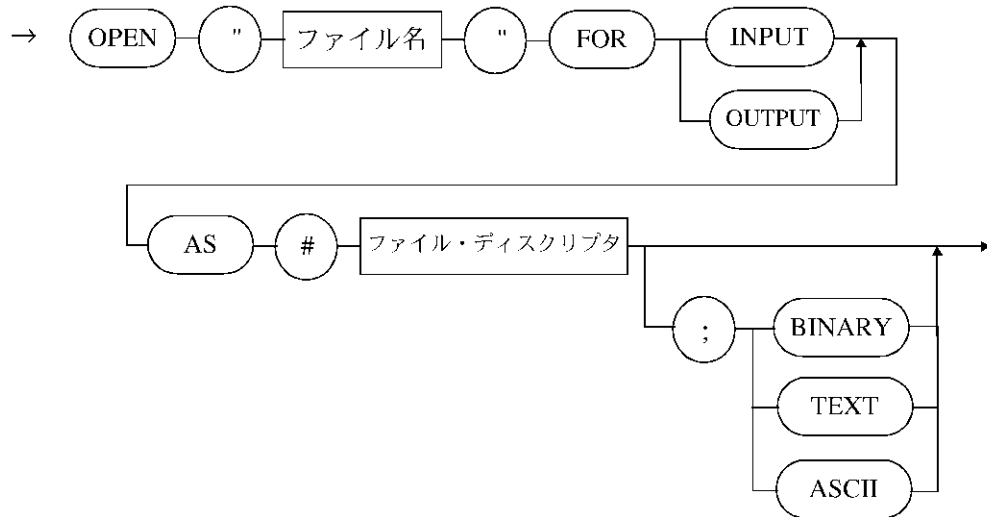 → OPEN " ファイル名 " FOR INPUT
OUTPUT
AS # ファイル・ディスクリプタ
; BINARY
TEXT
ASCII